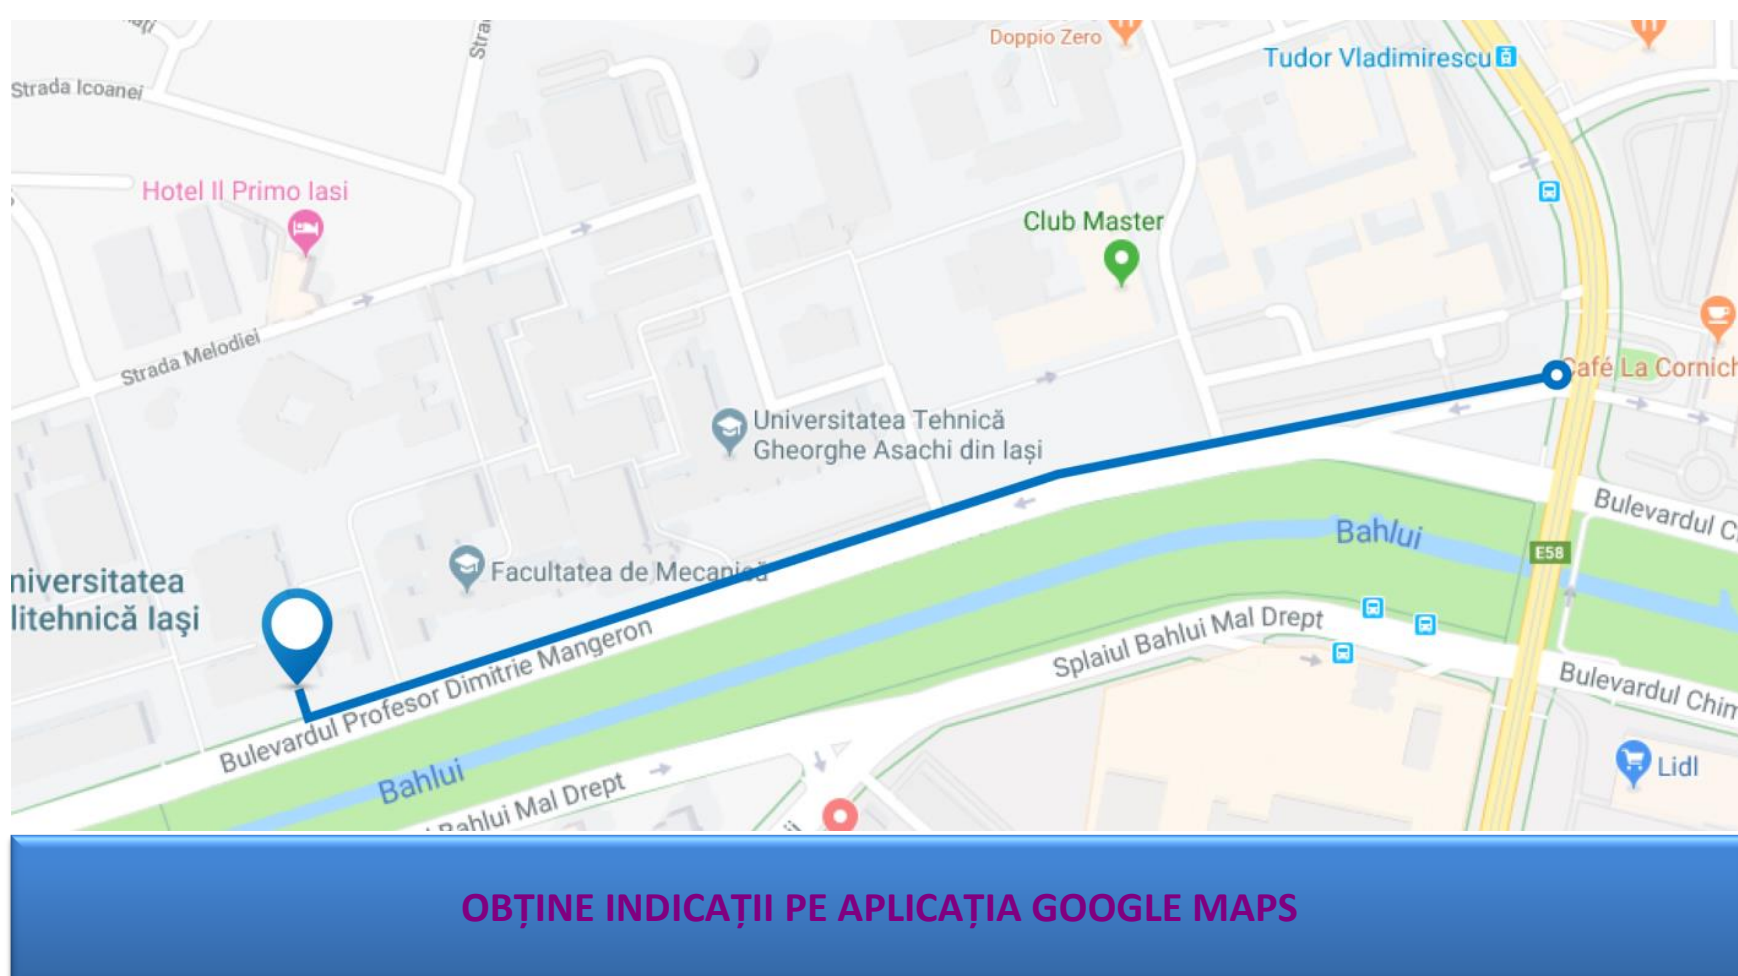 Doppio Zero
Tudor Vladimirescu
Strada Icoanei
Stra
Hotel Il Primo Iasi
Club Master
Strada Melodiei
Café La Cornich
Universitatea Tehnică
Gheorghe Asachi din Iași
Bulevardul C
Bahlui
E58
Facultatea de Mecanică
niversitatea
litehnică Iași
Splaiul Bahlui Mal Drept
Bulevardul Profesor Dimitrie Mangeron
Bulevardul Chim
Bahlui
Lidl
Bahlui Mal Drept
OBȚINE INDICAȚII PE APLICAȚIA GOOGLE MAPS